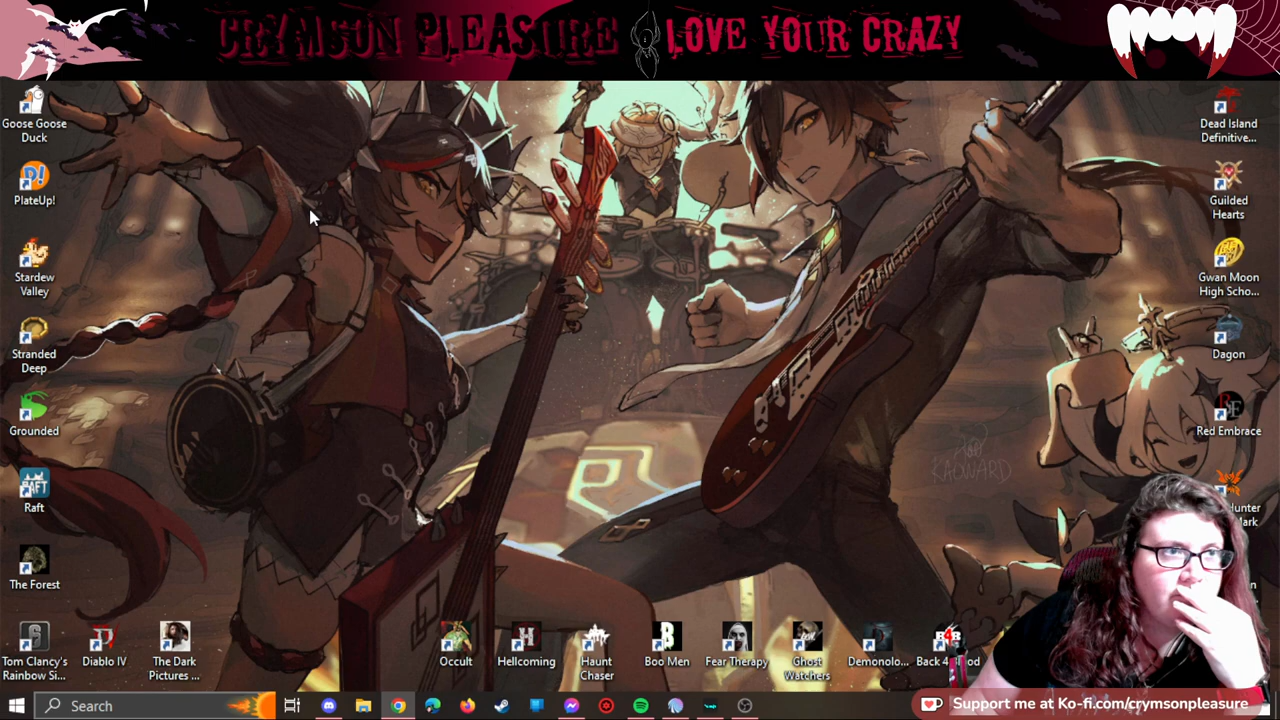 CRYMSON PLEASURE LOVE YOUR CRAZY
Goose Goose
Duck
PlateUp!
Stardew
Valley
Stranded
Deep
Grounded
Raft
The Forest
Tom Clancy's
Rainbow Si...
Diablo IV
The Dark
Pictures ...
Occult
Hellcoming
Haunt
Chaser
Boo Men
Fear Therapy
Ghost
Watchers
Demonolo...
Back 4
Dead Island
Definitive...
Guilded
Hearts
Gwan Moon
High Scho...
Dagon
Red Embrace
KADWARD
Search
Support me at Ko-fi.com/crymsonpleasure